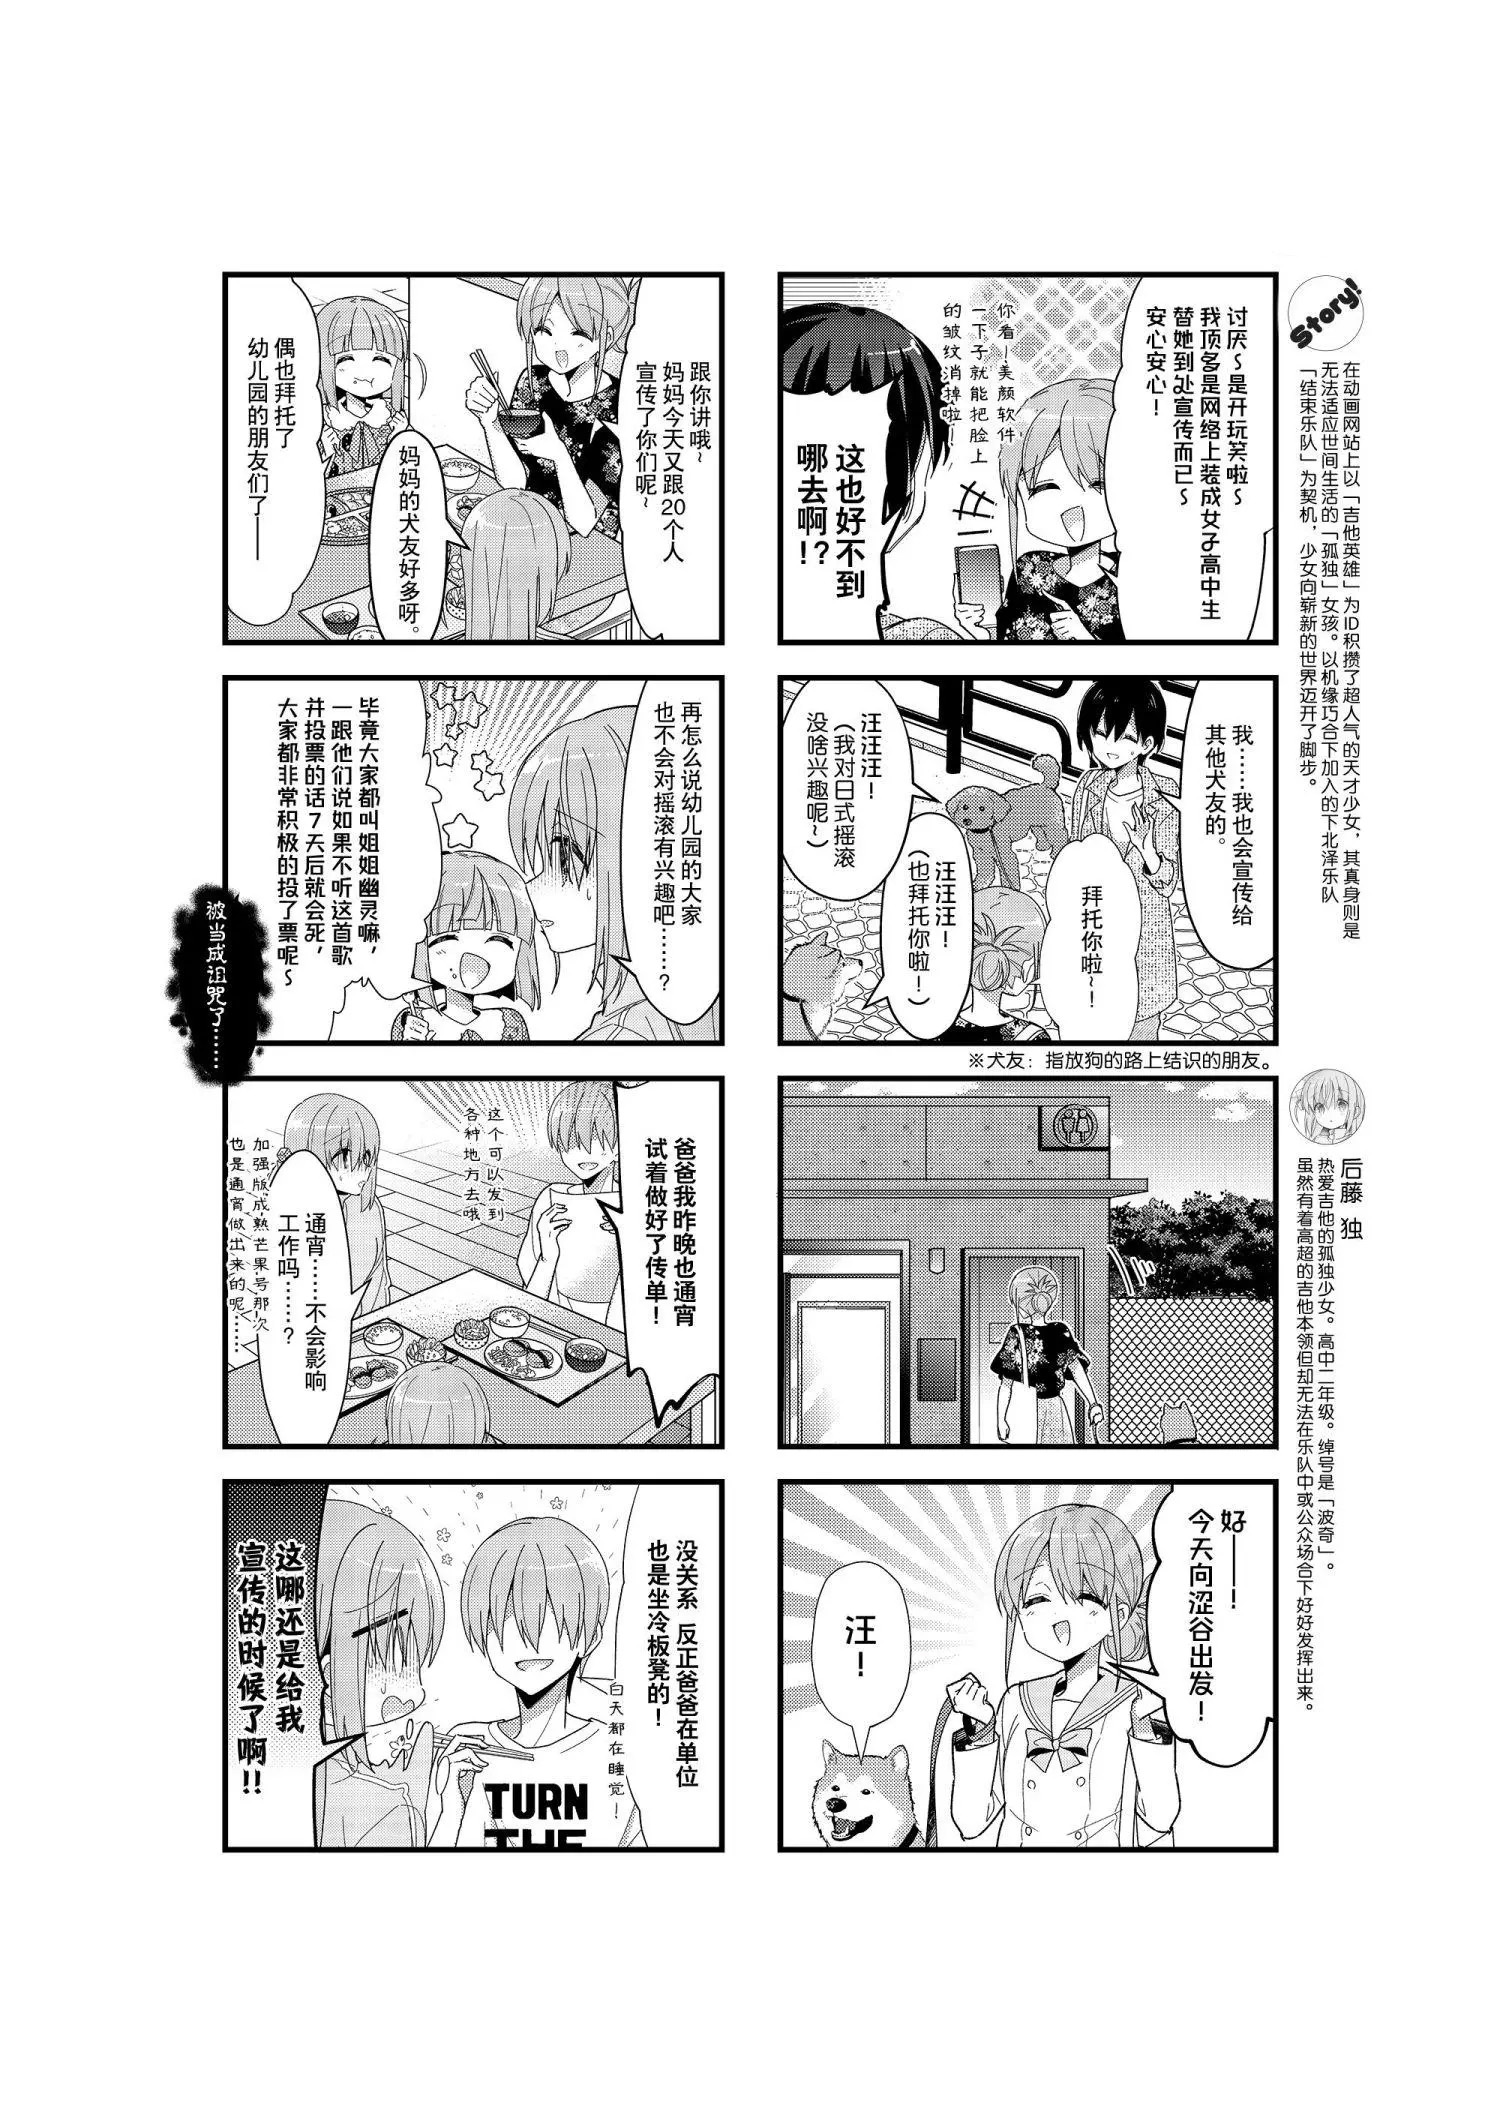 Story!
在动画网站上以「吉他英雄」为ID积攒了超人气的天才少女，其真身则是
无法适应世间生活的「孤独」女孩。以机缘巧合下加入的下北泽乐队
「结束乐队」为契机，少女向崭新的世界迈开了脚步。
后藤 独
热爱吉他的孤独少女。高中二年级。绰号是「波奇」。
虽然有着高超的吉他本领但却无法在乐队中或公众场合下好好发挥出来。
讨厌～是开玩笑啦～
我顶多是网络上装成女子高中生
替她到处宣传而已～
安心安心！
你看～美颜软件
一下子就能把脸上
的皱纹消掉啦！
这也好不到
哪去啊！？
我……我也会宣传给
其他犬友的。
拜托你啦～！
汪汪汪！
（我对日式摇滚
没啥兴趣呢～）
汪汪汪！
（也拜托你啦！）
※犬友：指放狗的路上结识的朋友。
好——！
今天向涩谷出发！
汪！
跟你讲哦～
妈妈今天又跟20个人
宣传了你们呢～
妈妈的犬友好多呀。
偶也拜托了
幼儿园的朋友们了——
再怎么说幼儿园的大家
也不会对摇滚有兴趣吧……？
毕竟大家都叫姐姐幽灵嘛，
一跟他们说如果不听这首歌
并投票的话7天后就会死，
大家都非常积极的投了票呢～
被当成诅咒了……
爸爸我昨晚也通宵
试着做好了传单！
这个可以发到
各种地方去哦
通宵……不会影响
工作吗……？
加强版成熟芒果号那次
也是通宵做出来的呢……
没关系 反正爸爸在单位
也是坐冷板凳的！
白天都在睡觉！
TURN
THE
这哪还是给我
宣传的时候了啊！！